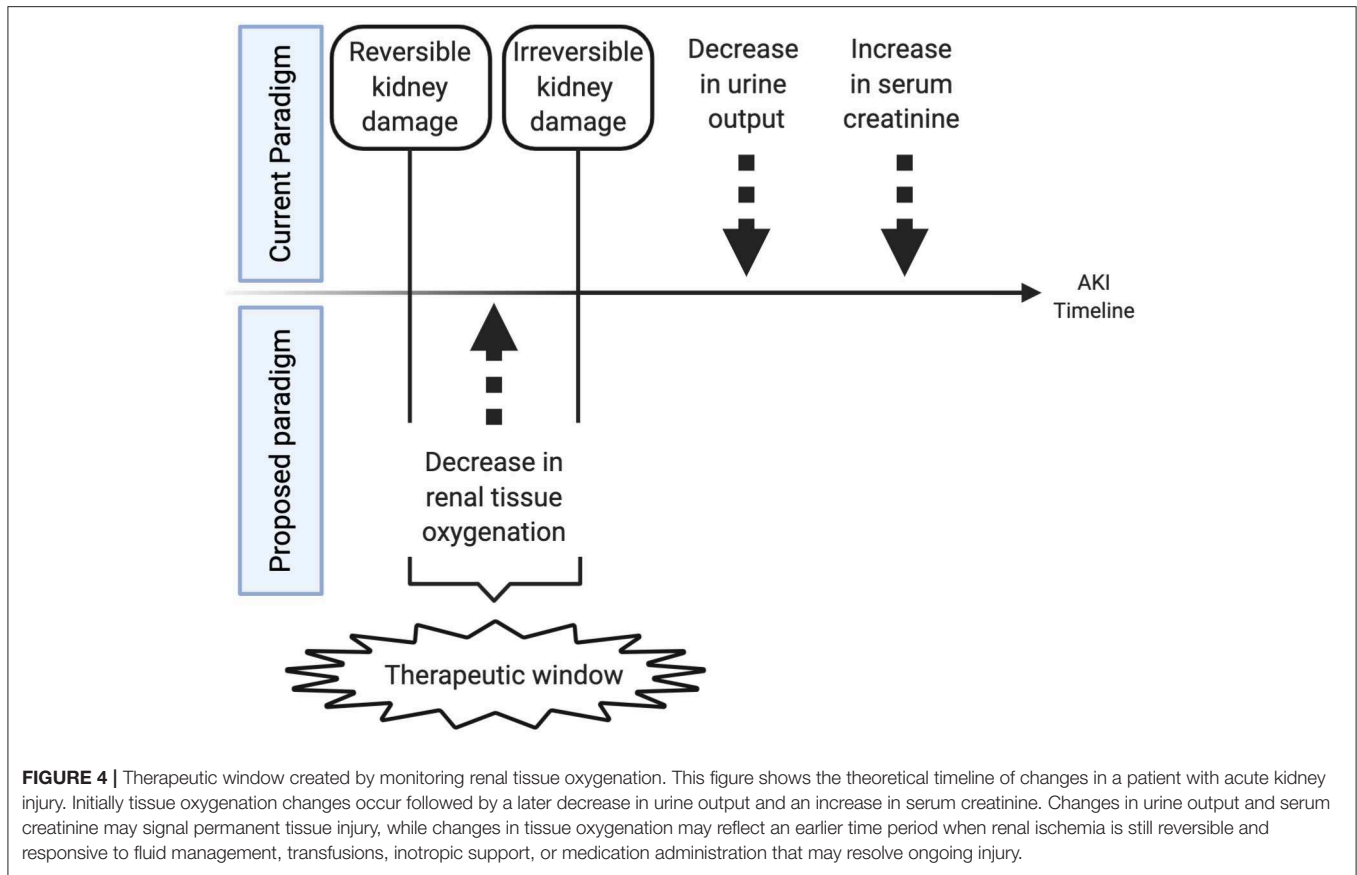 Current Paradigm
Reversible
kidney
damage
Irreversible
kidney
damage
Decrease
in urine
output
Increase
in serum
creatinine
AKI
Timeline
Proposed paradigm
Decrease in
renal tissue
oxygenation
Therapeutic window
FIGURE 4 | Therapeutic window created by monitoring renal tissue oxygenation. This figure shows the theoretical timeline of changes in a patient with acute kidney
injury. Initially tissue oxygenation changes occur followed by a later decrease in urine output and an increase in serum creatinine. Changes in urine output and serum
creatinine may signal permanent tissue injury, while changes in tissue oxygenation may reflect an earlier time period when renal ischemia is still reversible and
responsive to fluid management, transfusions, inotropic support, or medication administration that may resolve ongoing injury.